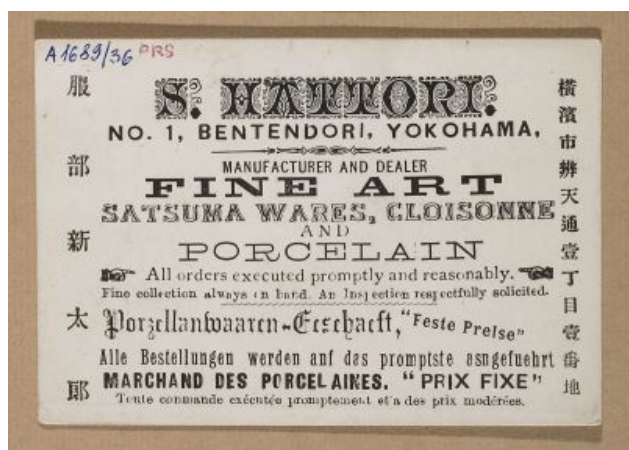 A1689/36 PRS
S. HATTORI.
NO. 1, BENTENDORI, YOKOHAMA,
MANUFACTURER AND DEALER
FINE ART
SATSUMA WARES, CLOISONNE
AND
PORCELAIN
All orders executed promptly and reasonably.
Fine collection always on hand. An Inspection respectfully solicited.
Porzellanwaaren-Geschaeft, "Feste Preise"
Alle Bestellungen werden auf das promptste asngefuehrt
MARCHAND DES PORCELAINES. "PRIX FIXE"
Toute commande exécutée promptement et a des prix modérées.
橫濱市辨天通壹丁目壹番地
服部新太郎